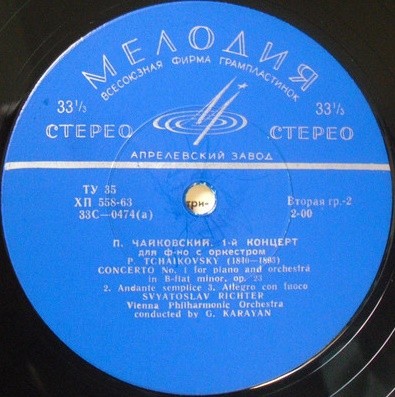 МЕЛОДИЯ
ВСЕСОЮЗНАЯ ФИРМА ГРАМПЛАСТИНОК
33⅓ 33⅓
СТЕРЕО СТЕРЕО
АПРЕЛЕВСКИЙ ЗАВОД
ТУ 35
ХП 558-63
33С—0474(а)
три-
Вторая гр.-2
2-00
П. ЧАЙКОВСКИЙ. 1-й КОНЦЕРТ
для ф-но с оркестром
P. TCHAIKOVSKY (1840—1893)
CONCERTO No. 1 for piano and orchestra
in B-flat minor, op. 23
2. Andante semplice 3. Allegro con fuoco
SVYATOSLAV RICHTER
Vienna Philharmonic Orchestra
conducted by G. KARAYAN